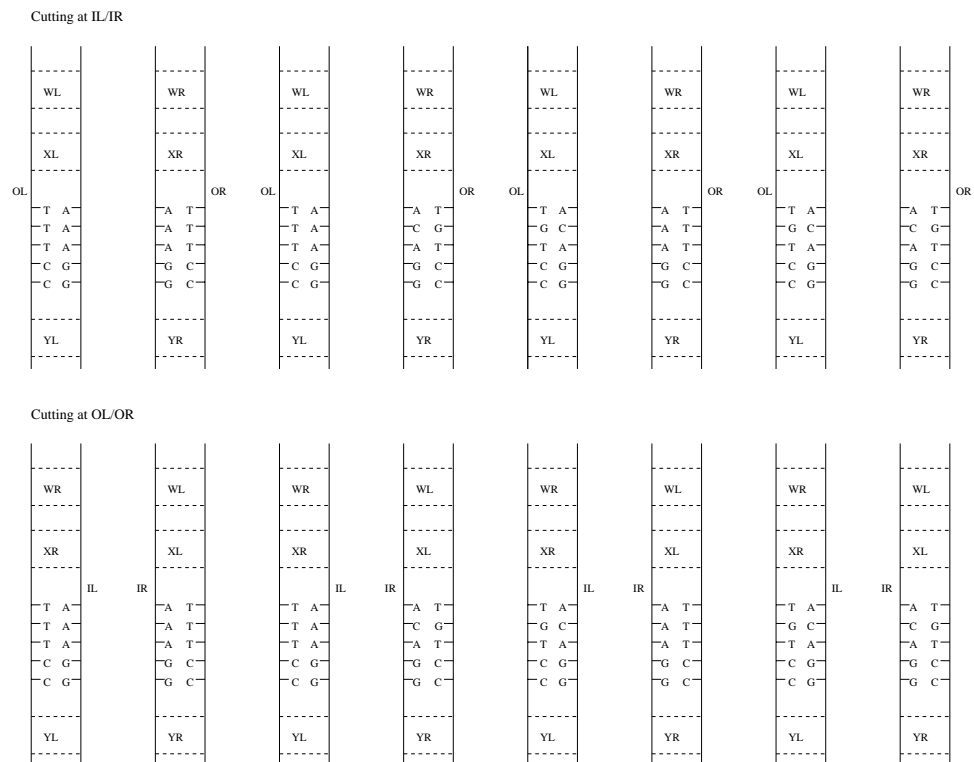 Cutting at IL/IR
WL WR WL WR WL WR WL WR
XL XR XL XR XL XR XL XR
OL OR OL OR OL OR OL OR
T A A T T A A T T A A T T A A T
T A A T T A C G G C A T G C C G
T A A T T A A T T A A T T A A T
C G G C C G G C C G G C C G G C
C G G C C G G C C G G C C G G C
YL YR YL YR YL YR YL YR
Cutting at OL/OR
WR WL WR WL WR WL WR WL
XR XL XR XL XR XL XR XL
IL IR IL IR IL IR IL IR
T A A T T A A T T A A T T A A T
T A A T T A C G G C A T G C C G
T A A T T A A T T A A T T A A T
C G G C C G G C C G G C C G G C
C G G C C G G C C G G C C G G C
YL YR YL YR YL YR YL YR